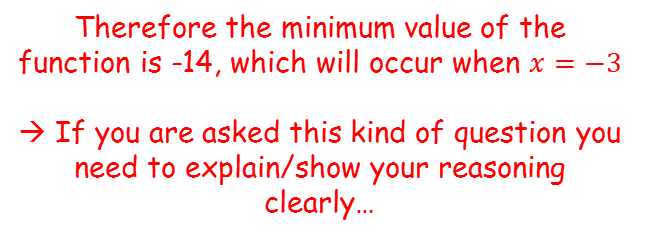 Therefore the minimum value of the
function is -14, which will occur when x = −3
→ If you are asked this kind of question you
need to explain/show your reasoning
clearly…